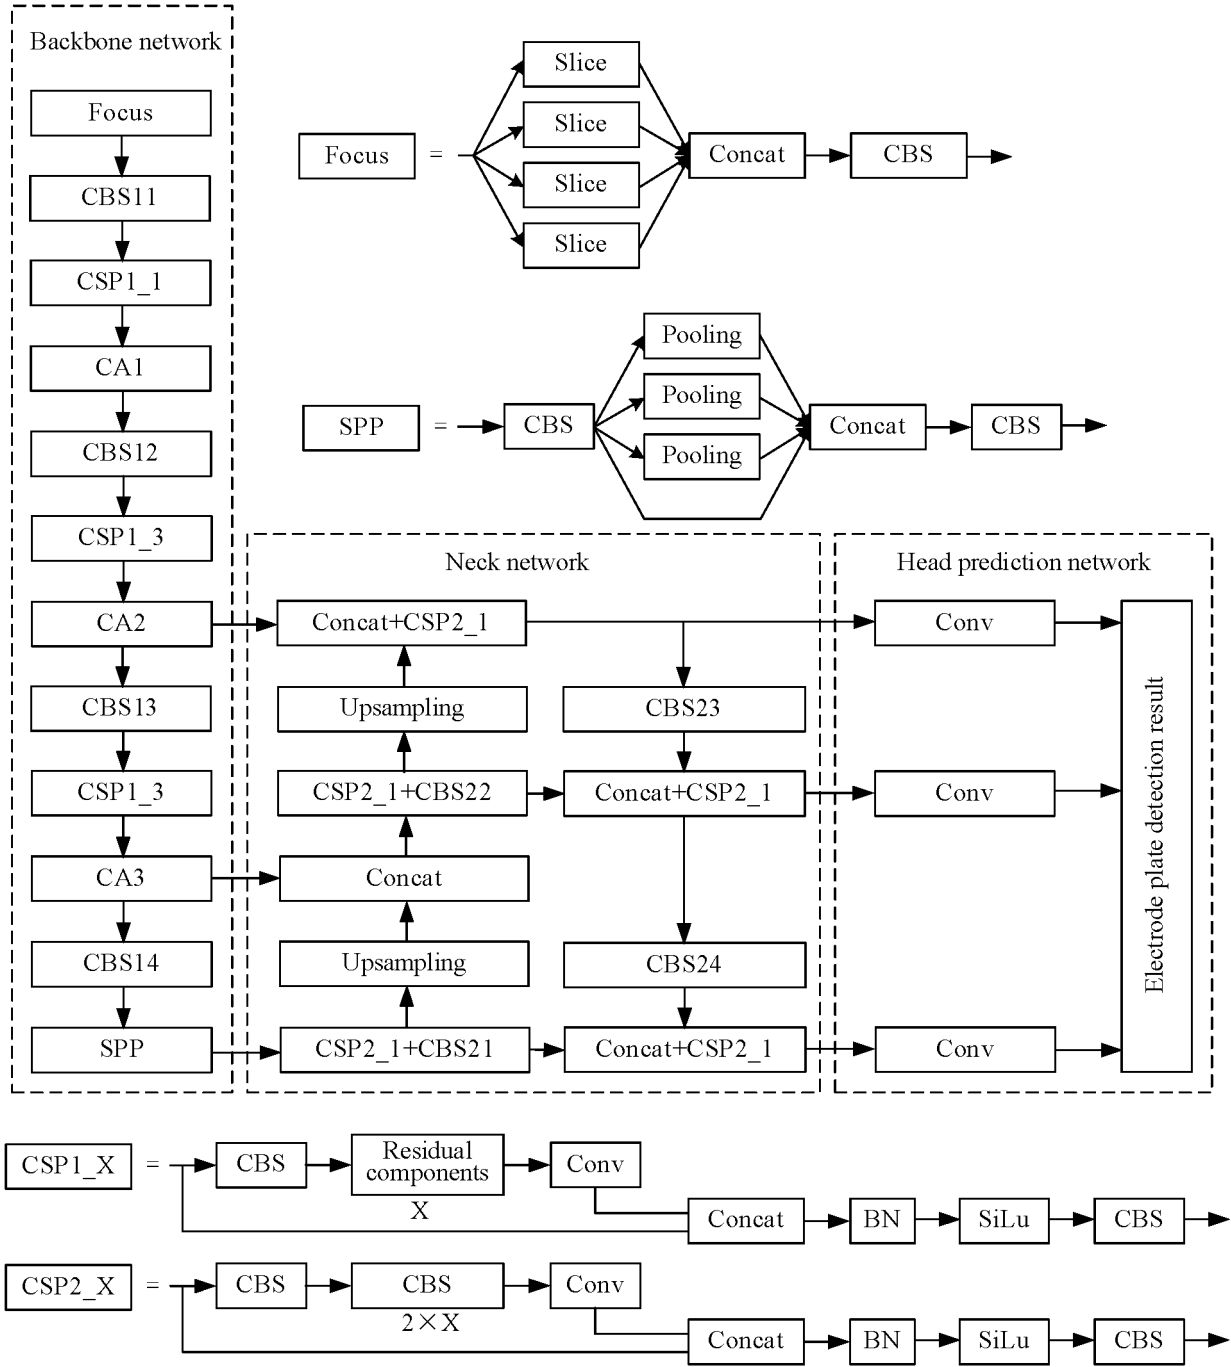 Backbone network
Focus
CBS11
CSP1_1
CA1
CBS12
CSP1_3
CA2
CBS13
CSP1_3
CA3
CBS14
SPP
Focus
=
Slice
Slice
Slice
Slice
Concat
CBS
SPP
=
CBS
Pooling
Pooling
Pooling
Concat
CBS
Neck network
Concat+CSP2_1
Upsampling
CSP2_1+CBS22
Concat
Upsampling
CSP2_1+CBS21
CBS23
Concat+CSP2_1
CBS24
Concat+CSP2_1
Head prediction network
Conv
Conv
Conv
Electrode plate detection result
CSP1_X
=
CBS
Residual
components
X
Conv
Concat
BN
SiLu
CBS
CSP2_X
=
CBS
CBS
2×X
Conv
Concat
BN
SiLu
CBS